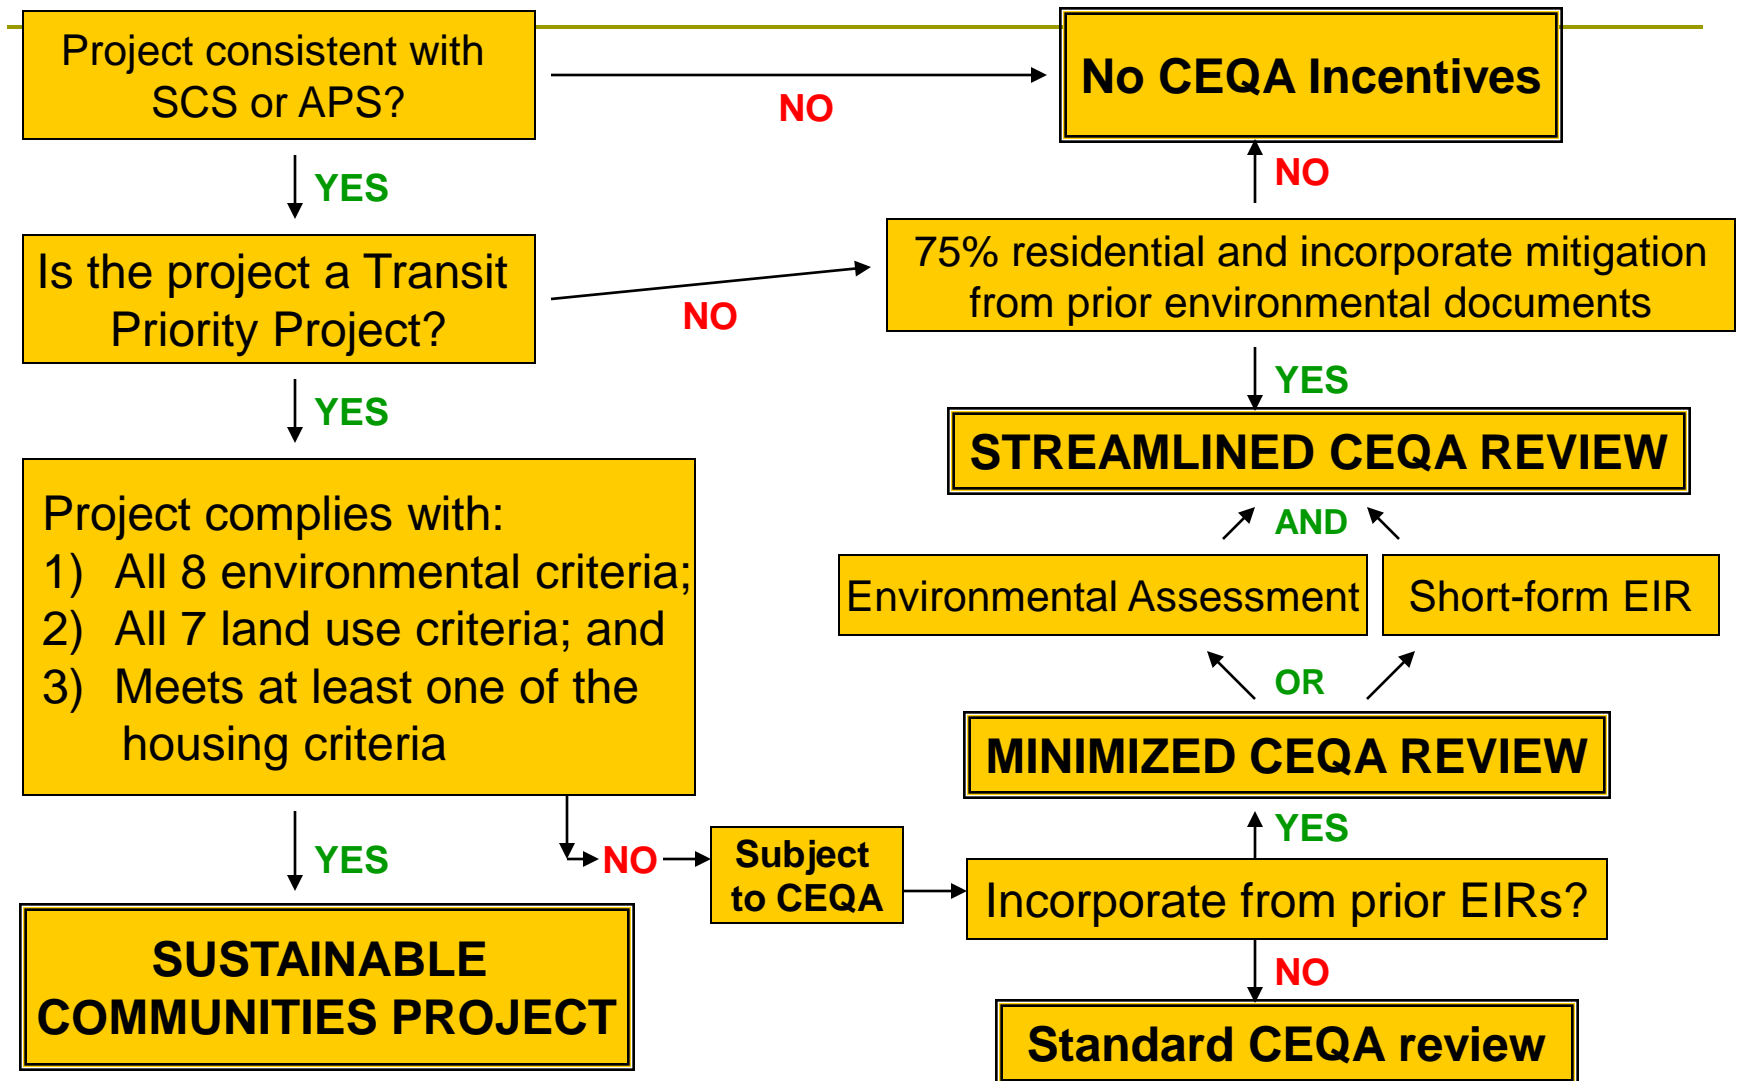 Project consistent with
SCS or APS?
NO
No CEQA Incentives
YES
NO
Is the project a Transit
Priority Project?
NO
75% residential and incorporate mitigation
from prior environmental documents
YES
YES
STREAMLINED CEQA REVIEW
Project complies with:
1) All 8 environmental criteria;
2) All 7 land use criteria; and
3) Meets at least one of the
housing criteria
AND
Environmental Assessment
Short-form EIR
OR
MINIMIZED CEQA REVIEW
YES
YES
NO
Subject
to CEQA
Incorporate from prior EIRs?
NO
SUSTAINABLE
COMMUNITIES PROJECT
Standard CEQA review